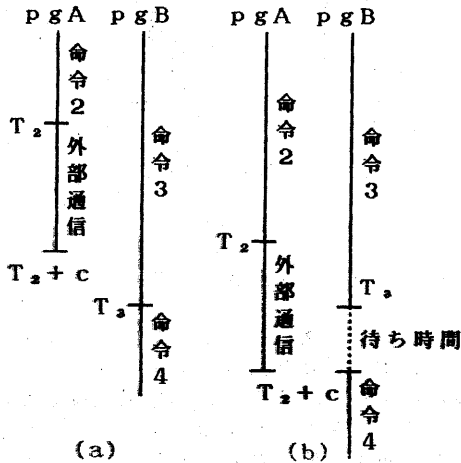 pgA pgB
命令2
外部通信
T₂
T₂+c
命令3
T₃
命令4
(a)
pgA pgB
命令2
T₂
外部通信
T₂+c
命令3
T₃
待ち時間
命令4
(b)